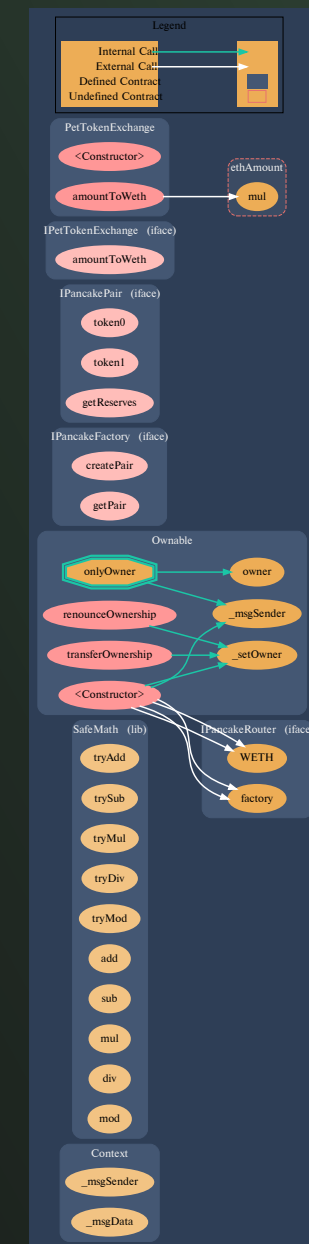 Legend
Internal Call
External Call
Defined Contract
Undefined Contract
PetTokenExchange
<Constructor>
amountToWeth
ethAmount
mul
IPetTokenExchange (iface)
amountToWeth
IPancakePair (iface)
token0
token1
getReserves
IPancakeFactory (iface)
createPair
getPair
Ownable
onlyOwner
owner
renounceOwnership
_msgSender
transferOwnership
_setOwner
<Constructor>
SafeMath (lib)
IPancakeRouter (iface
tryAdd
WETH
trySub
factory
tryMul
tryDiv
tryMod
add
sub
mul
div
mod
Context
_msgSender
_msgData